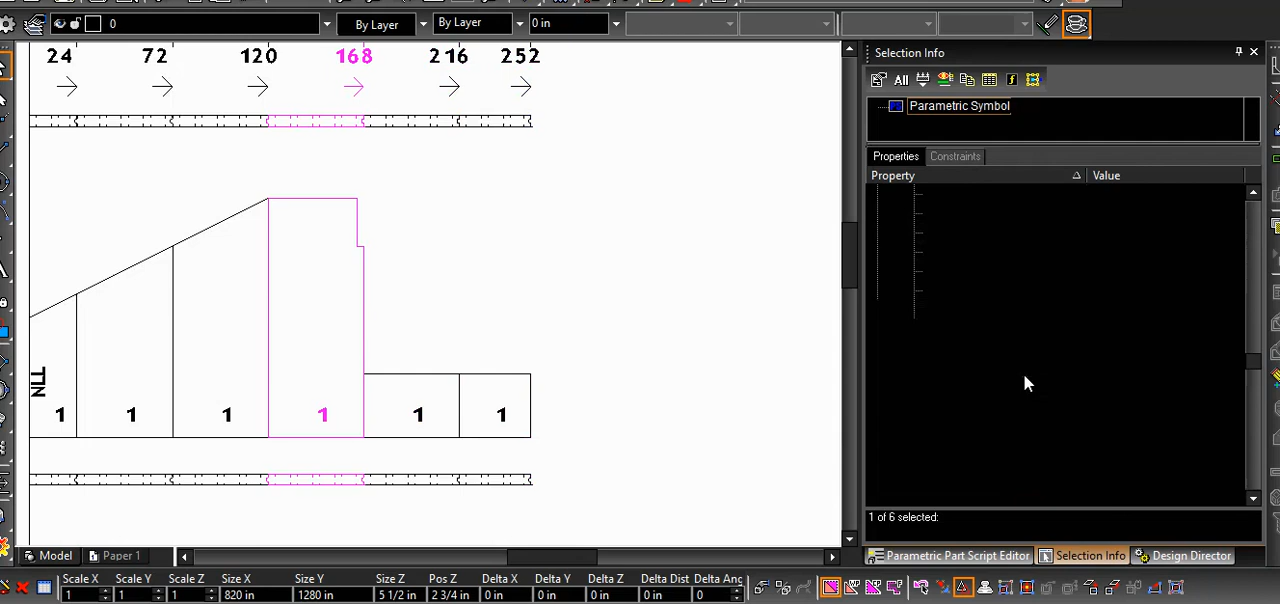 0 By Layer By Layer 0 in
24 72 120 168 216 252
NLL
1 1 1 1 1 1
Model Paper 1
Selection Info
All
Parametric Symbol
Properties Constraints
Property Value
1 of 6 selected:
Parametric Part Script Editor Selection Info Design Director
Scale X Scale Y Scale Z Size X Size Y Size Z Pos Z Delta X Delta Y Delta Z Delta Dist Delta Ang
1 1 1 820 in 1280 in 5 1/2 in 2 3/4 in 0 in 0 in 0 in 0 in 0